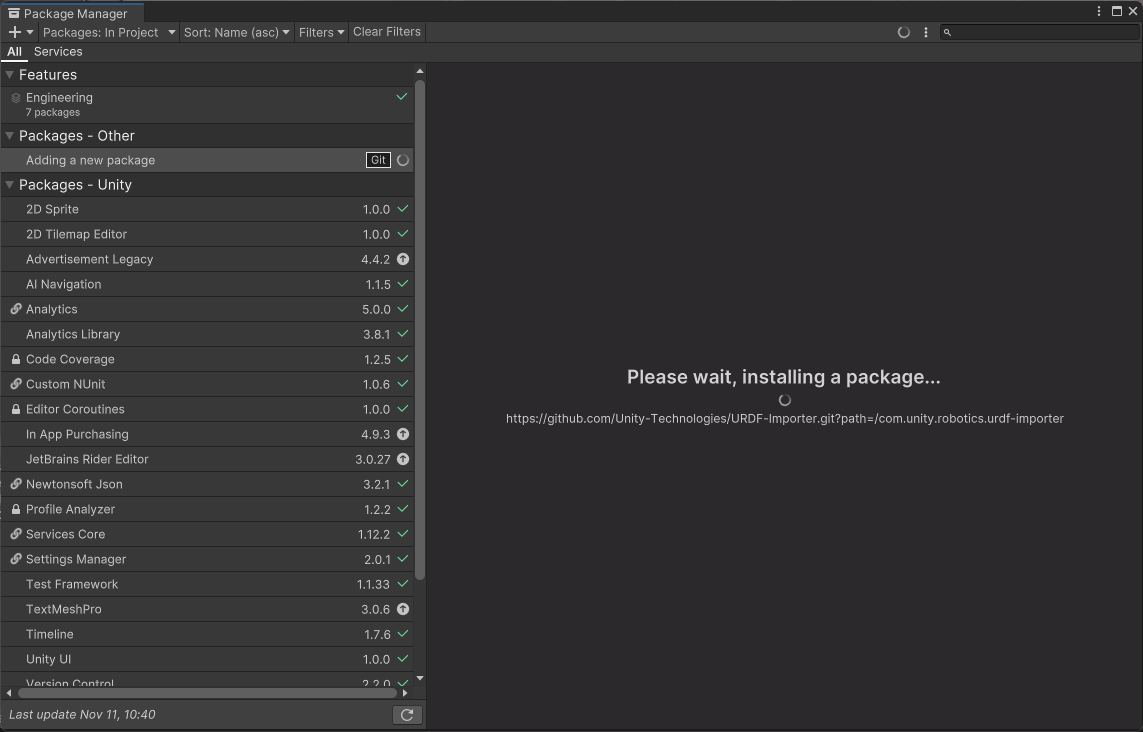 Package Manager
Packages: In Project Sort: Name (asc) Filters Clear Filters
All Services
Features
Engineering
7 packages
Packages - Other
Adding a new package Git
Packages - Unity
2D Sprite 1.0.0
2D Tilemap Editor 1.0.0
Advertisement Legacy 4.4.2
AI Navigation 1.1.5
Analytics 5.0.0
Analytics Library 3.8.1
Code Coverage 1.2.5
Custom NUnit 1.0.6
Editor Coroutines 1.0.0
In App Purchasing 4.9.3
JetBrains Rider Editor 3.0.27
Newtonsoft Json 3.2.1
Profile Analyzer 1.2.2
Services Core 1.12.2
Settings Manager 2.0.1
Test Framework 1.1.33
TextMeshPro 3.0.6
Timeline 1.7.6
Unity UI 1.0.0
Version Control 2.2.0
Last update Nov 11, 10:40
Please wait, installing a package...
https://github.com/Unity-Technologies/URDF-Importer.git?path=/com.unity.robotics.urdf-importer